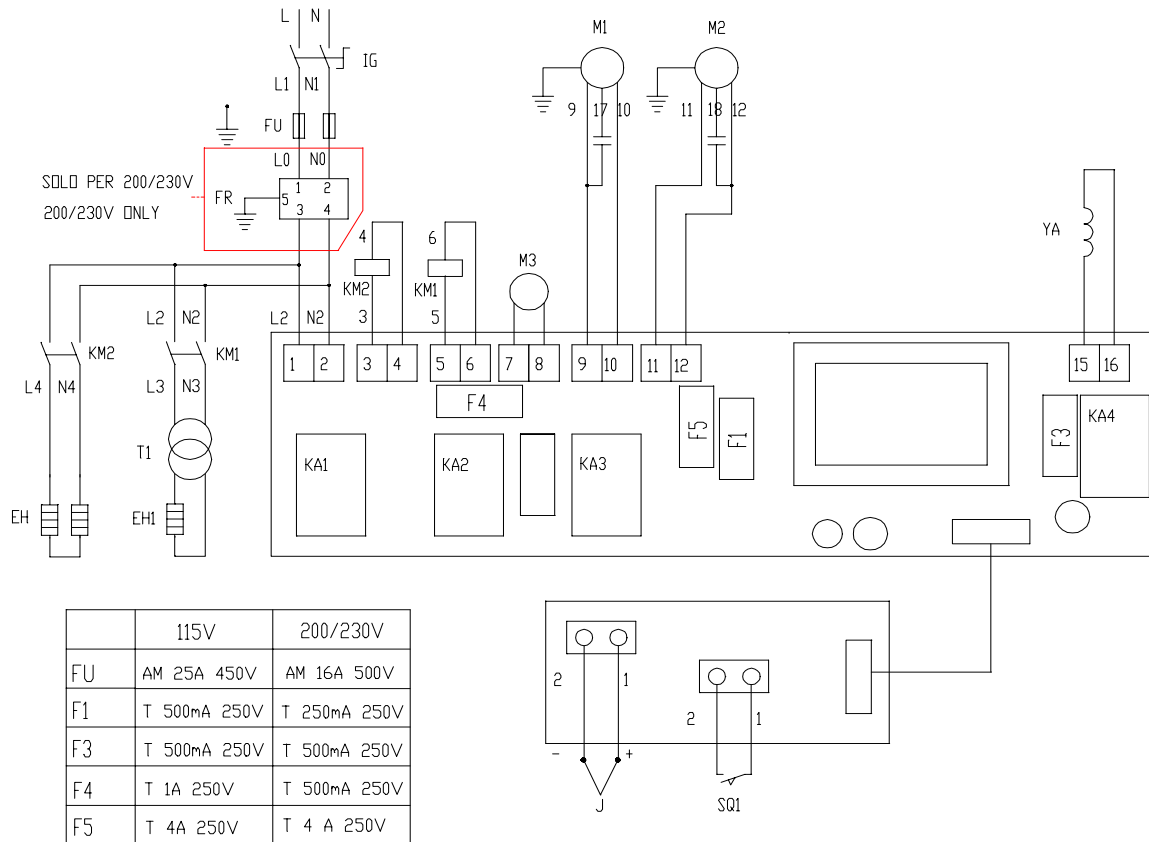 L N
M1 M2
IG
L1 N1
9 17 10 11 18 12
FU
L0 N0
SOLO PER 200/230V
200/230V ONLY
FR
1 2
5
3 4
4 6
YA
M3
KM2 KM1
L2 N2 L2 N2 3 5
KM2 KM1
1 2 3 4 5 6 7 8 9 10 11 12 15 16
L4 N4 L3 N3
F4
F5 F1 F3 KA4
T1
KA1 KA2 KA3
EH EH1
115V 200/230V
FU AM 25A 450V AM 16A 500V
F1 T 500mA 250V T 250mA 250V
F3 T 500mA 250V T 500mA 250V
F4 T 1A 250V T 500mA 250V
F5 T 4A 250V T 4 A 250V
2 1
2 1
- +
J SQ1